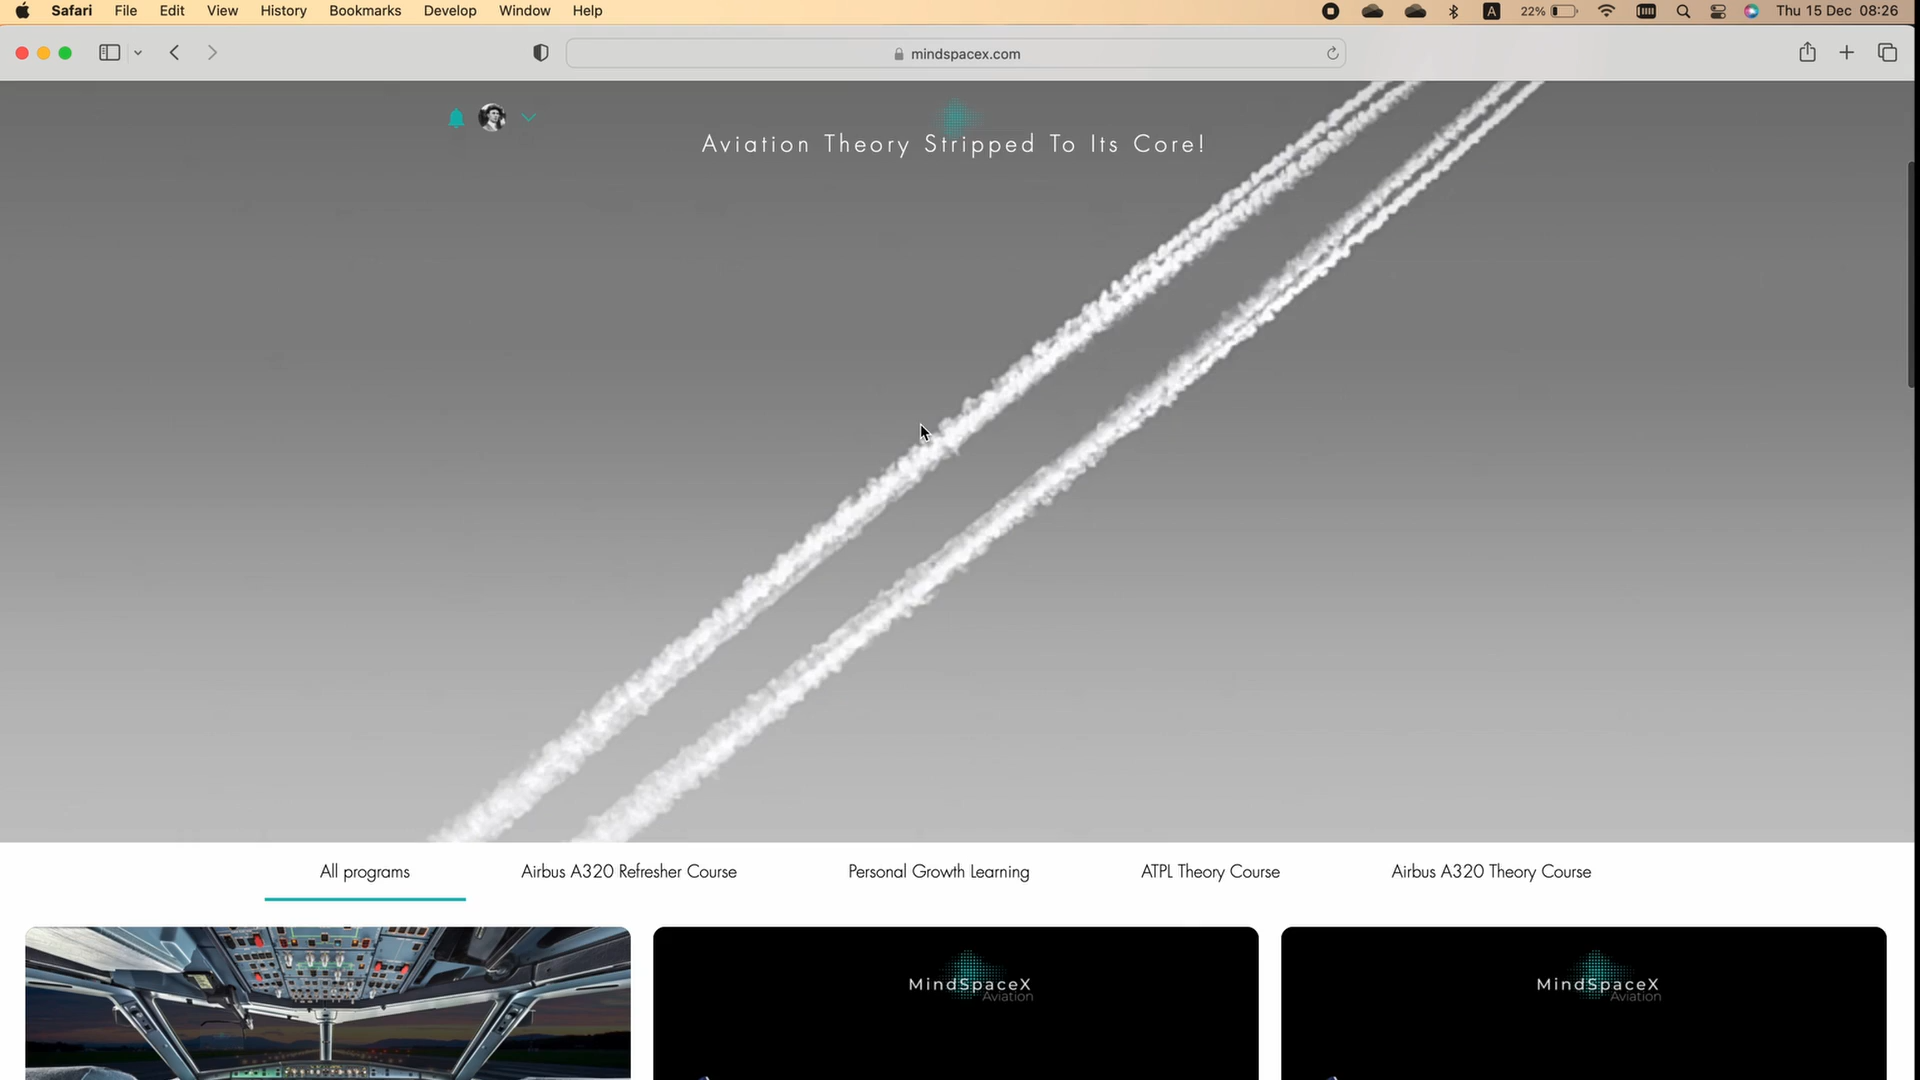 Safari File Edit View History Bookmarks Develop Window Help A 22% Thu 15 Dec 08:26
mindspacex.com
Aviation Theory Stripped To Its Core!
All programs Airbus A320 Refresher Course Personal Growth Learning ATPL Theory Course Airbus A320 Theory Course
MindSpaceX
Aviation
MindSpaceX
Aviation